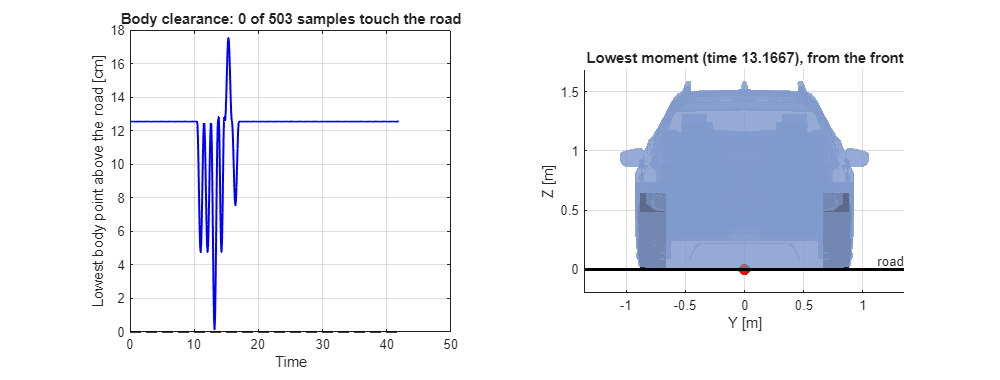 Body clearance: 0 of 503 samples touch the road
Lowest body point above the road [cm]
18
16
14
12
10
8
6
4
2
0
0 10 20 30 40 50
Time
Lowest moment (time 13.1667), from the front
Z [m]
1.5
1
0.5
0
road
-1 -0.5 0 0.5 1
Y [m]